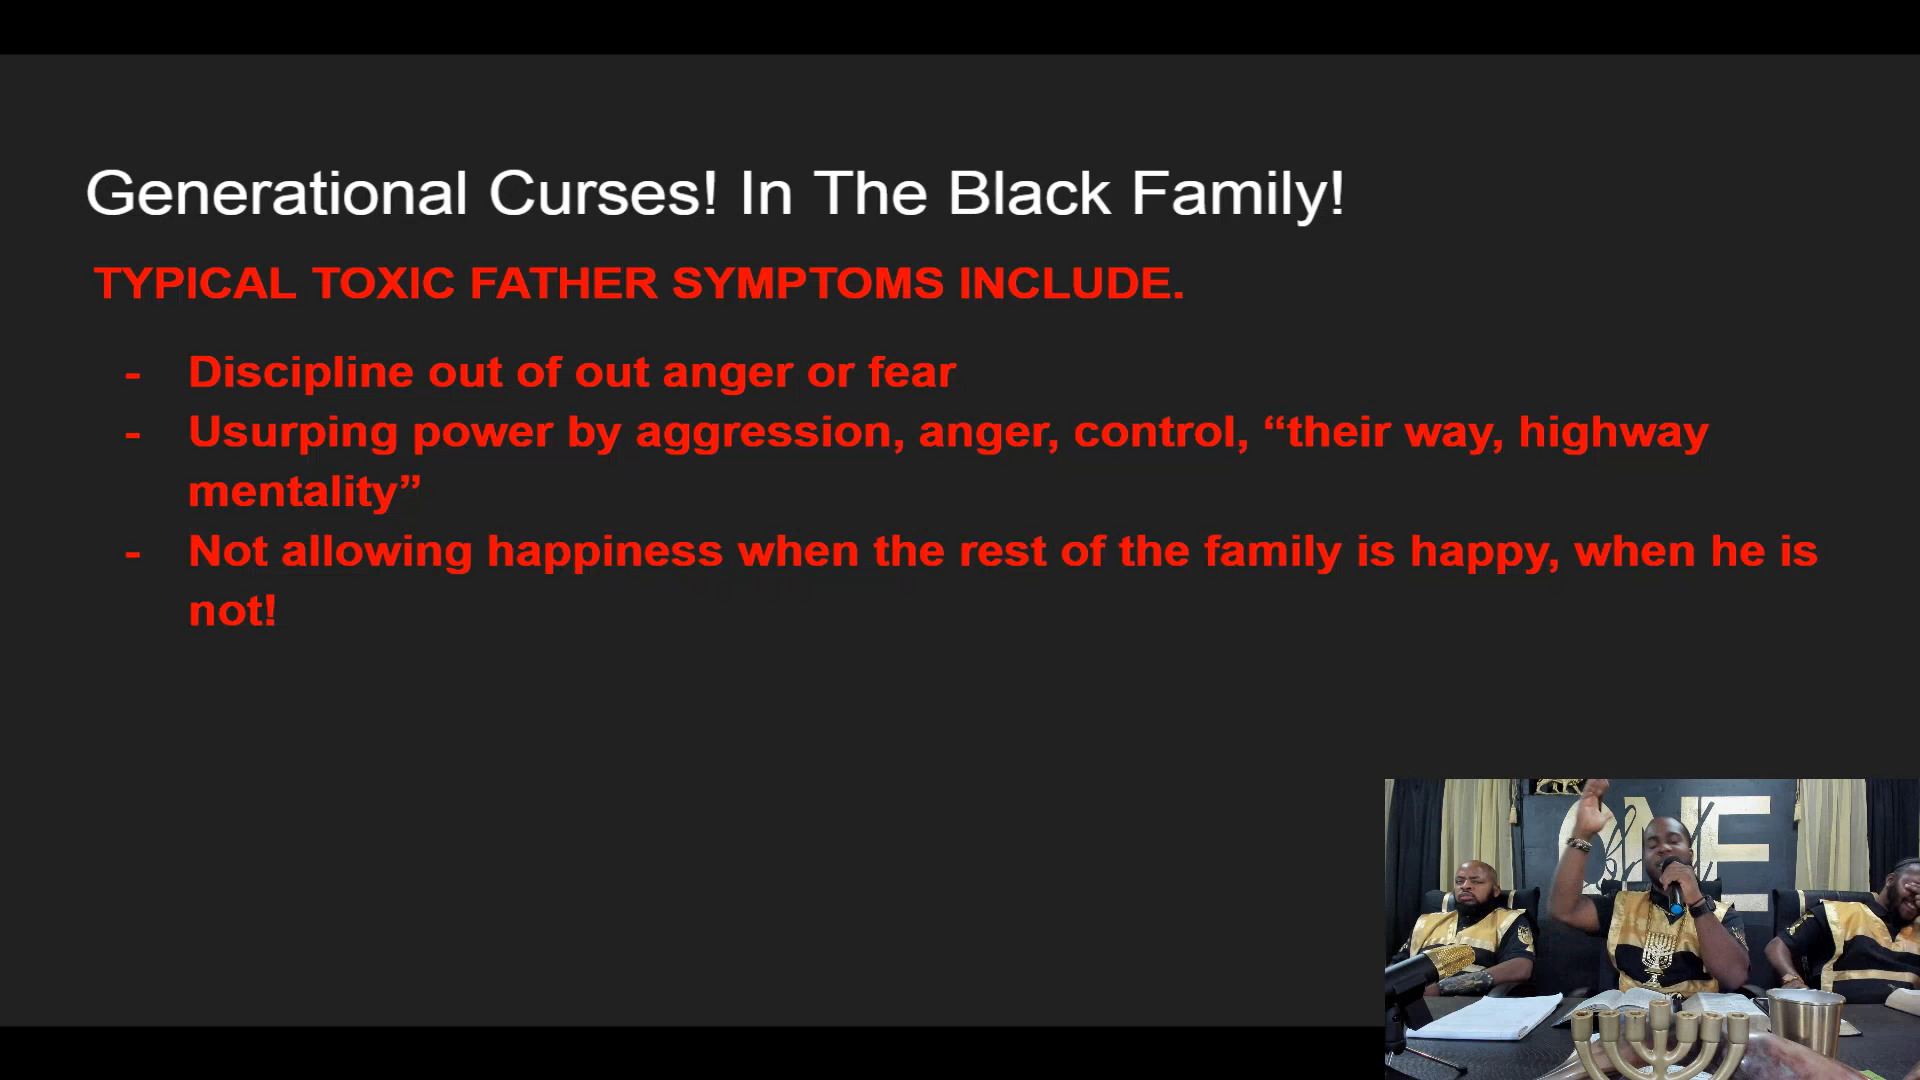 Generational Curses! In The Black Family!
TYPICAL TOXIC FATHER SYMPTOMS INCLUDE.
- Discipline out of out anger or fear
- Usurping power by aggression, anger, control, “their way, highway
mentality”
- Not allowing happiness when the rest of the family is happy, when he is
not!
ONE